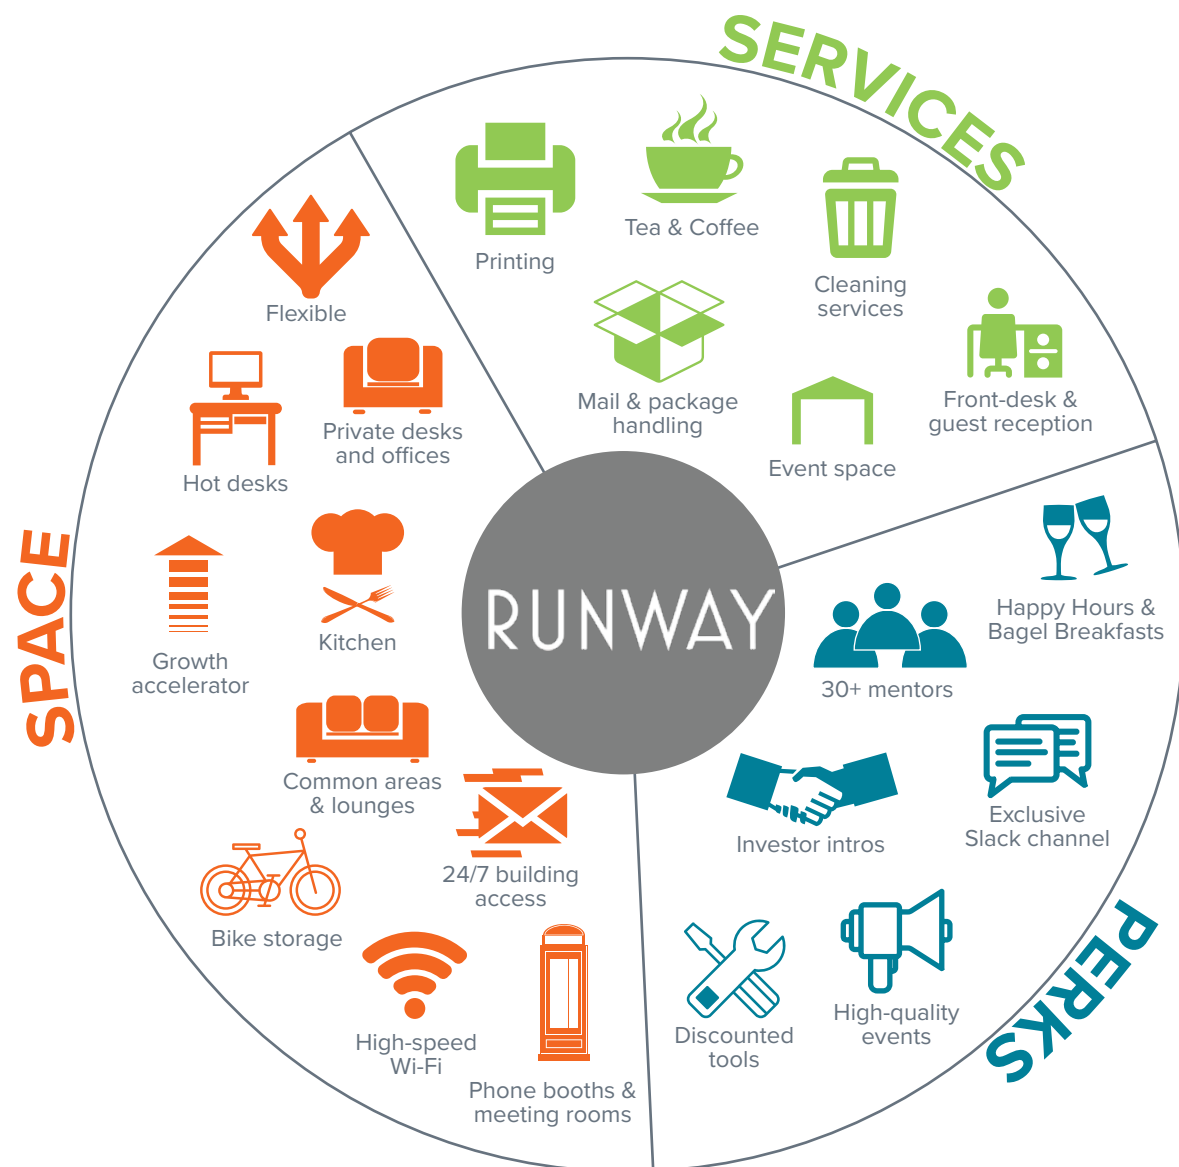 SERVICES
Printing
Tea & Coffee
Cleaning
services
Mail & package
handling
Event space
Front-desk &
guest reception
SPACE
Flexible
Hot desks
Private desks
and offices
Growth
accelerator
Kitchen
Common areas
& lounges
24/7 building
access
Bike storage
High-speed
Wi-Fi
Phone booths &
meeting rooms
RUNWAY
PERKS
Happy Hours &
Bagel Breakfasts
30+ mentors
Exclusive
Slack channel
Investor intros
High-quality
events
Discounted
tools